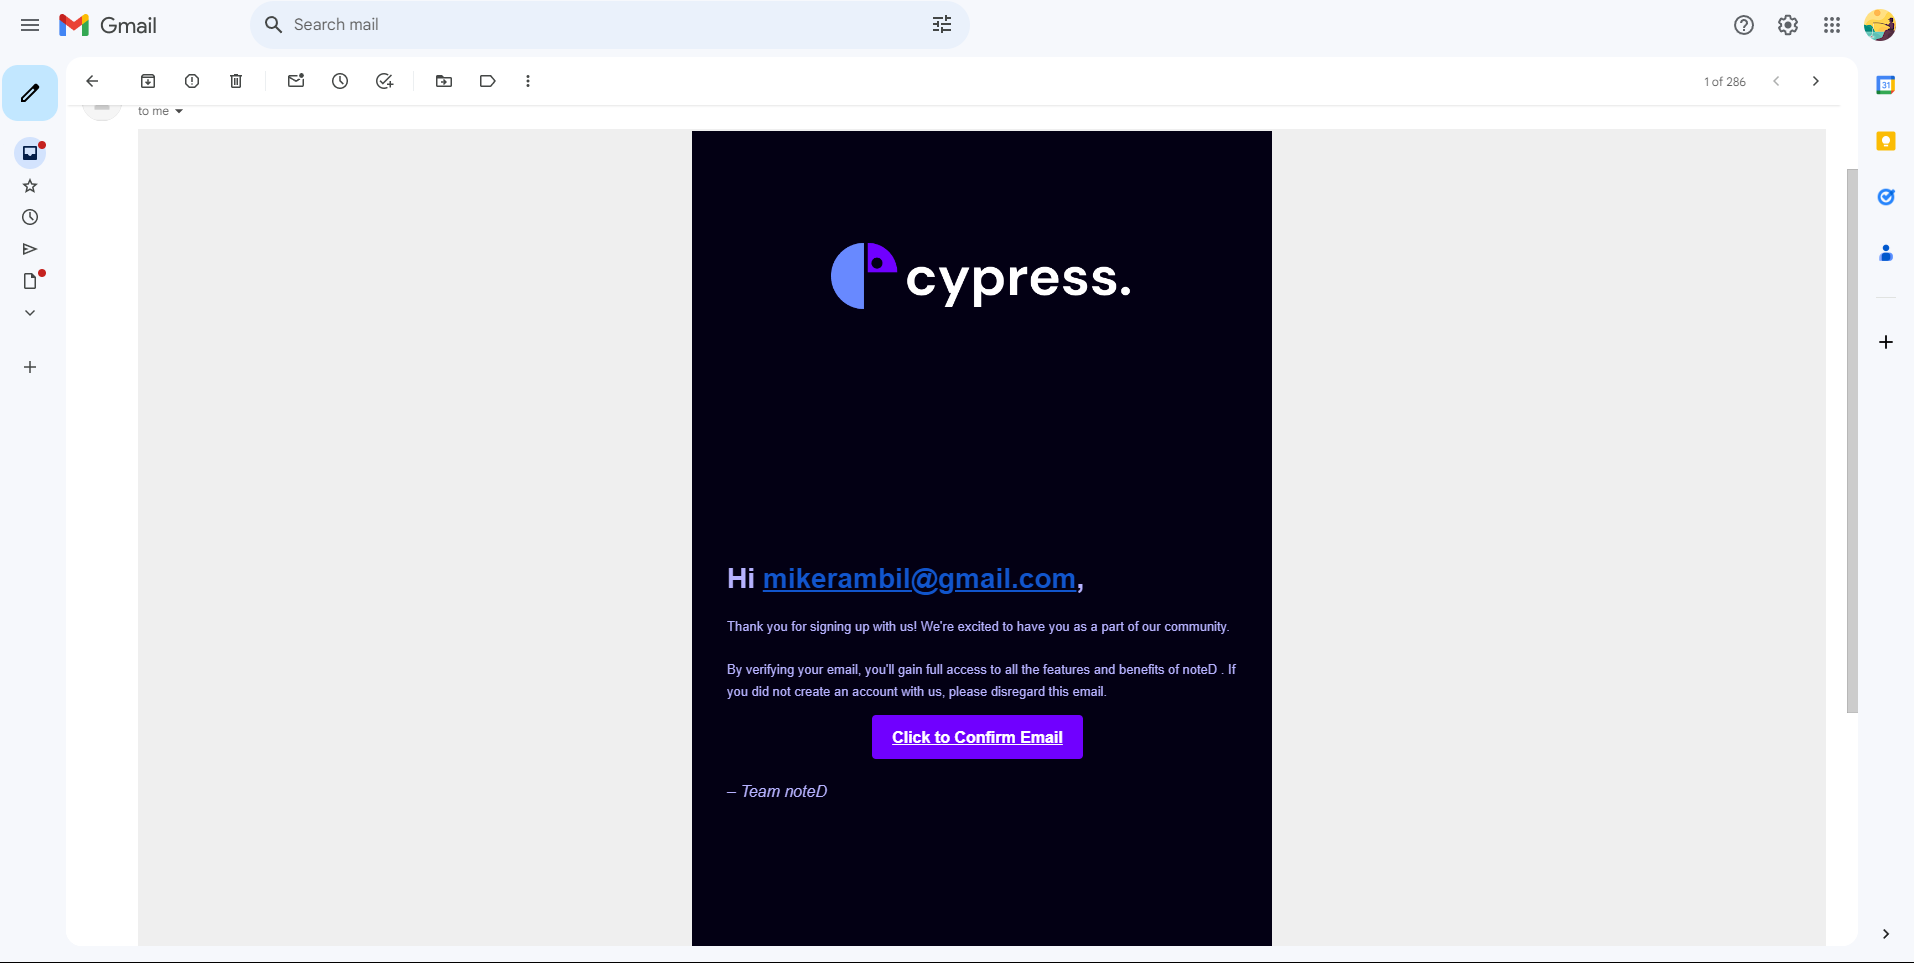 Gmail
Search mail
1 of 286
to me
31
cypress.
Hi mikerambil@gmail.com,
Thank you for signing up with us! We're excited to have you as a part of our community.
By verifying your email, you'll gain full access to all the features and benefits of noteD . If
you did not create an account with us, please disregard this email.
Click to Confirm Email
– Team noteD